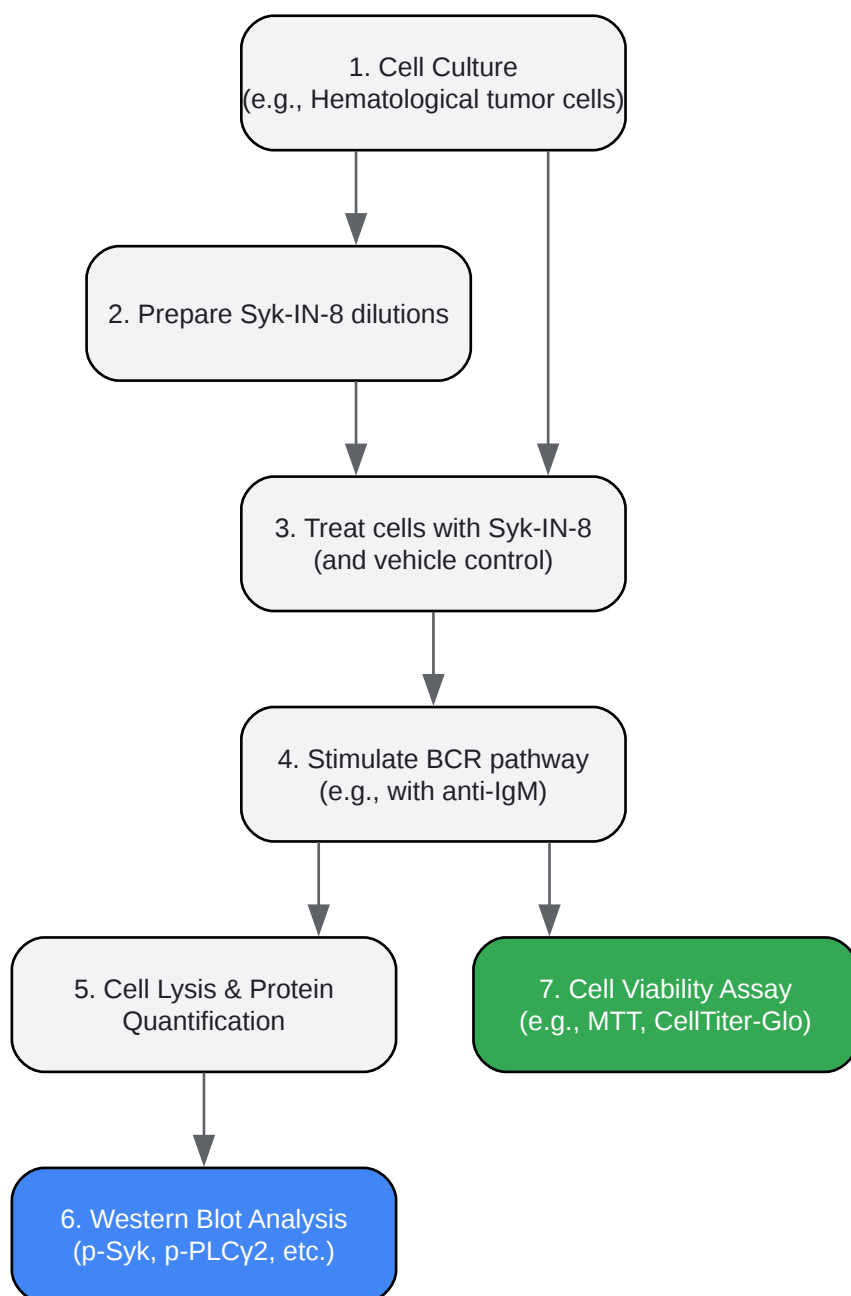 1. Cell Culture
(e.g., Hematological tumor cells)
2. Prepare Syk-IN-8 dilutions
3. Treat cells with Syk-IN-8
(and vehicle control)
4. Stimulate BCR pathway
(e.g., with anti-IgM)
5. Cell Lysis & Protein
Quantification
7. Cell Viability Assay
(e.g., MTT, CellTiter-Glo)
6. Western Blot Analysis
(p-Syk, p-PLCγ2, etc.)